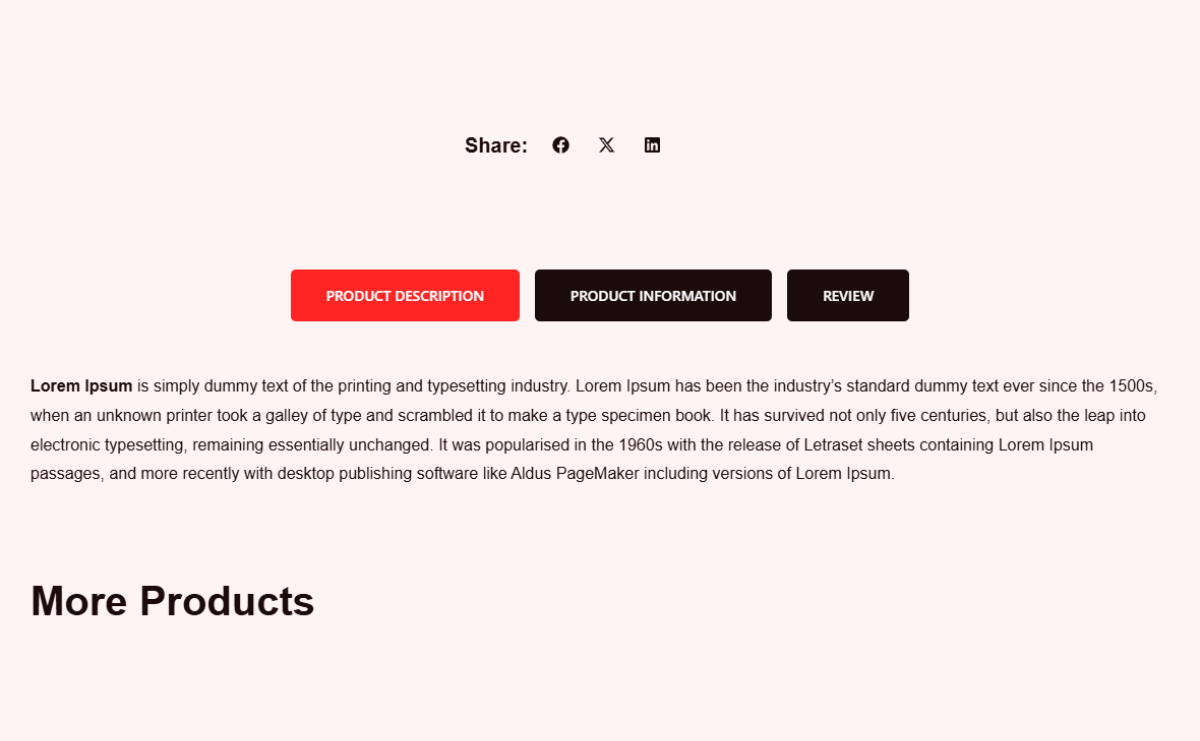 Share:
PRODUCT DESCRIPTION
PRODUCT INFORMATION
REVIEW
Lorem Ipsum is simply dummy text of the printing and typesetting industry. Lorem Ipsum has been the industry’s standard dummy text ever since the 1500s,
when an unknown printer took a galley of type and scrambled it to make a type specimen book. It has survived not only five centuries, but also the leap into
electronic typesetting, remaining essentially unchanged. It was popularised in the 1960s with the release of Letraset sheets containing Lorem Ipsum
passages, and more recently with desktop publishing software like Aldus PageMaker including versions of Lorem Ipsum.
More Products